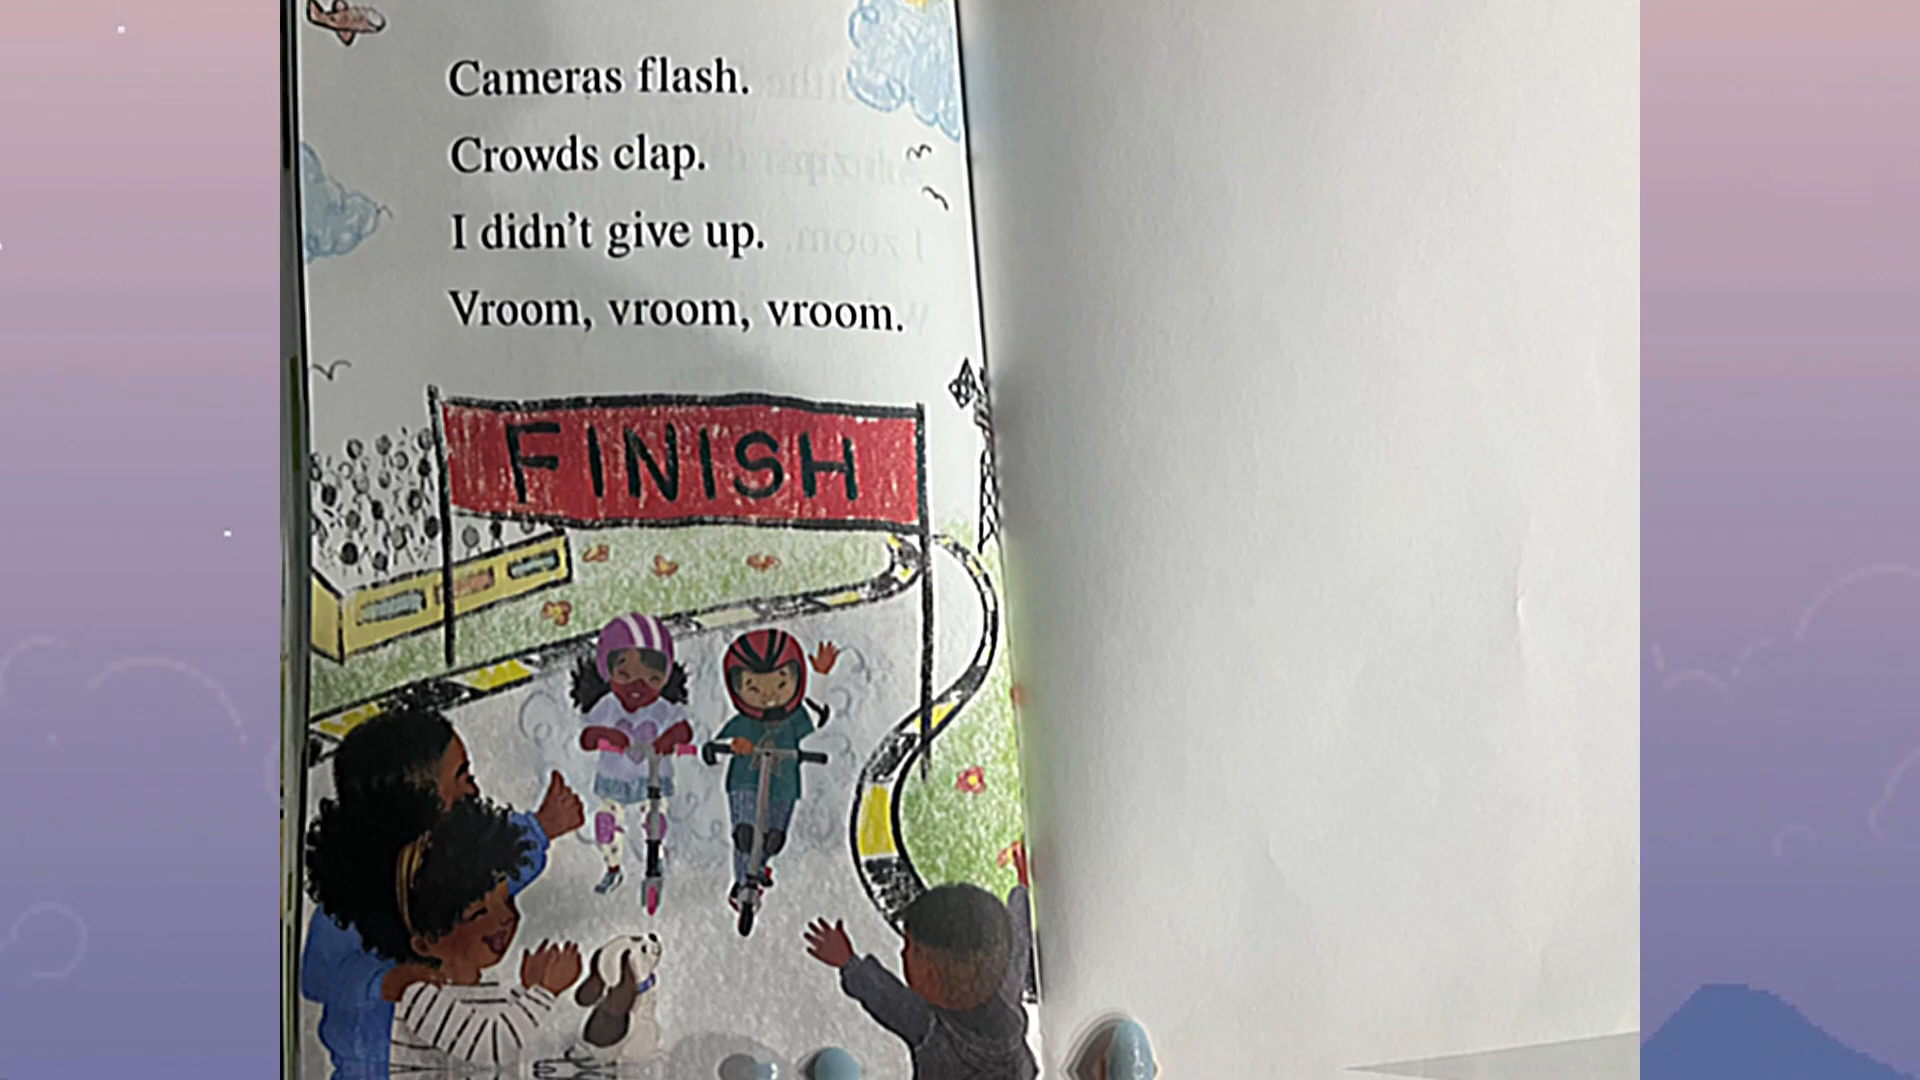 Cameras flash.
Crowds clap.
I didn't give up.
Vroom, vroom, vroom.
FINISH